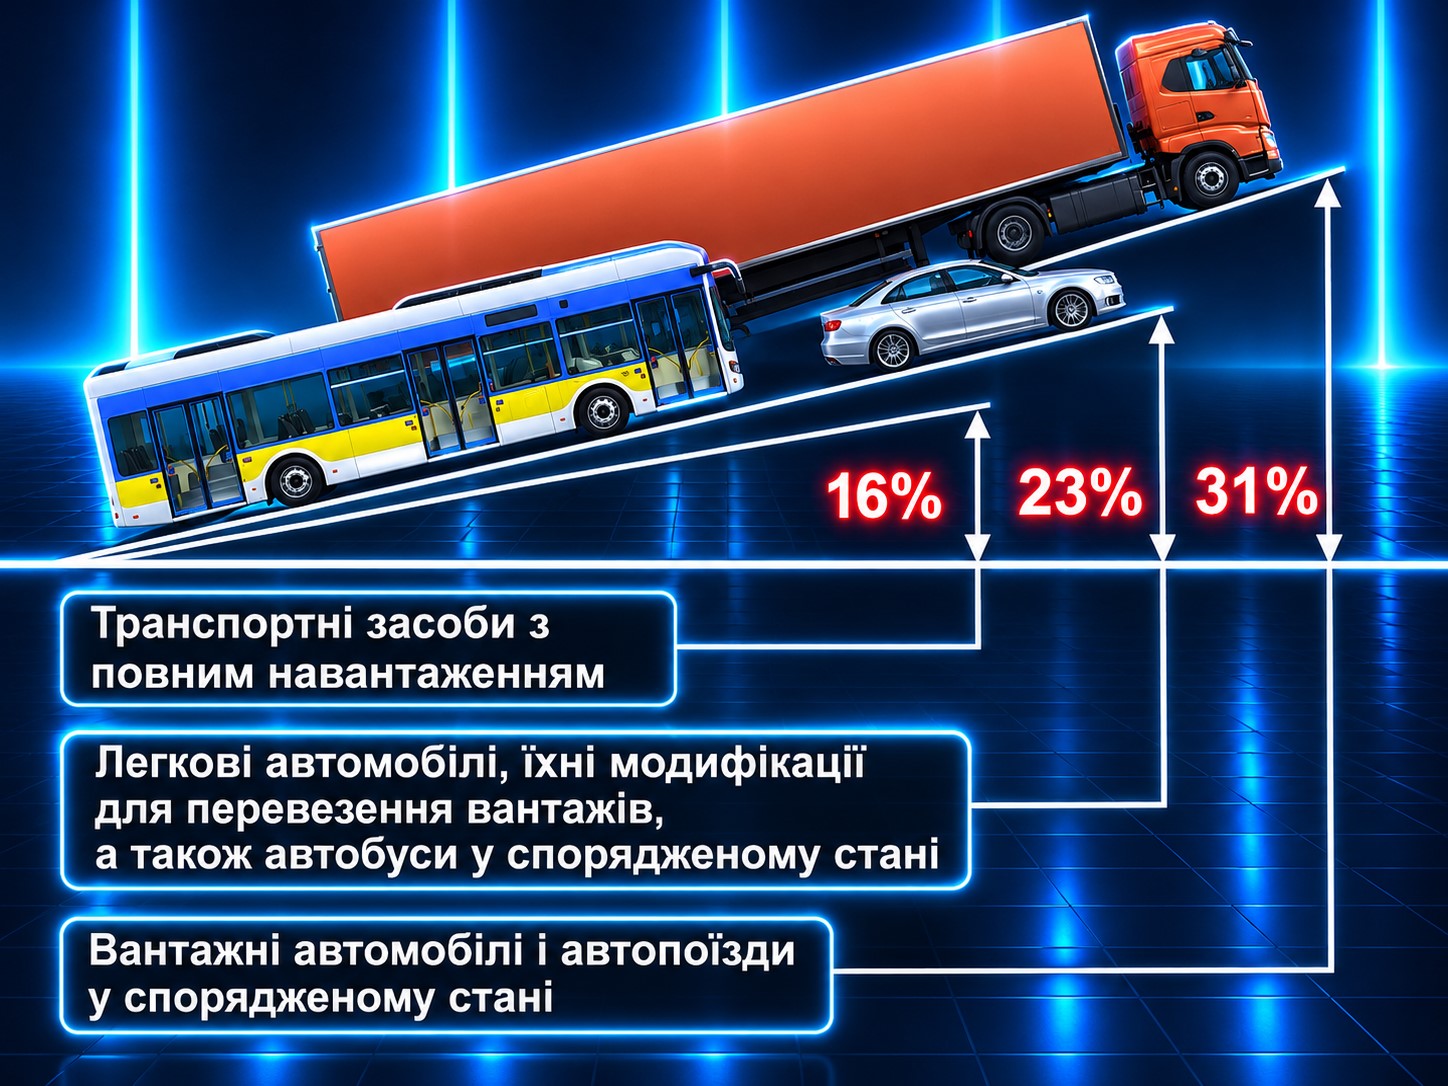 16%
23%
31%
Транспортні засоби з
повним навантаженням
Легкові автомобілі, їхні модифікації
для перевезення вантажів,
а також автобуси у спорядженому стані
Вантажні автомобілі і автопоїзди
у спорядженому стані